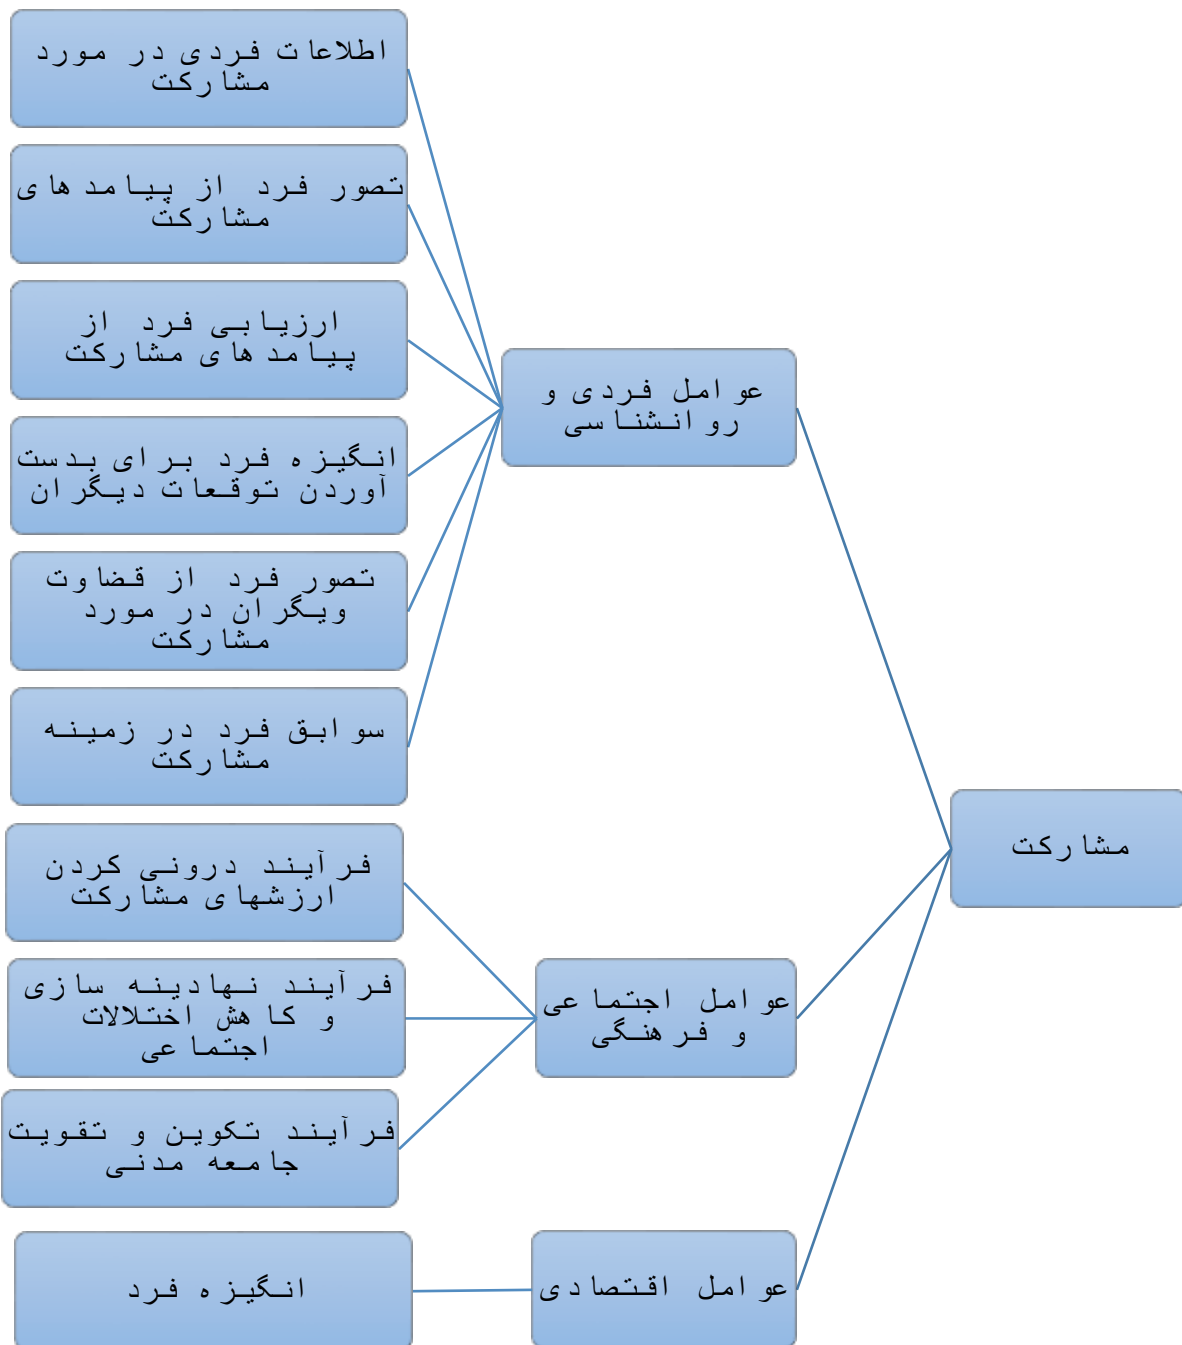 اطلاعات فردی در مورد
مشارکت
تصور فرد از پیامدهای
مشارکت
ارزیابی فرد از
پیامدهای مشارکت
انگیزه فرد برای بدست
آوردن توقعات دیگران
تصور فرد از قضاوت
ویگران در مورد
مشارکت
سوابق فرد در زمینه
مشارکت
عوامل فردی و
روانشناسی
فرآیند درونی کردن
ارزشهای مشارکت
فرآیند نهادینه سازی
و کاهش اختلالات
اجتماعی
فرآیند تکوین و تقویت
جامعه مدنی
عوامل اجتماعی
و فرهنگی
انگیزه فرد
عوامل اقتصادی
مشارکت